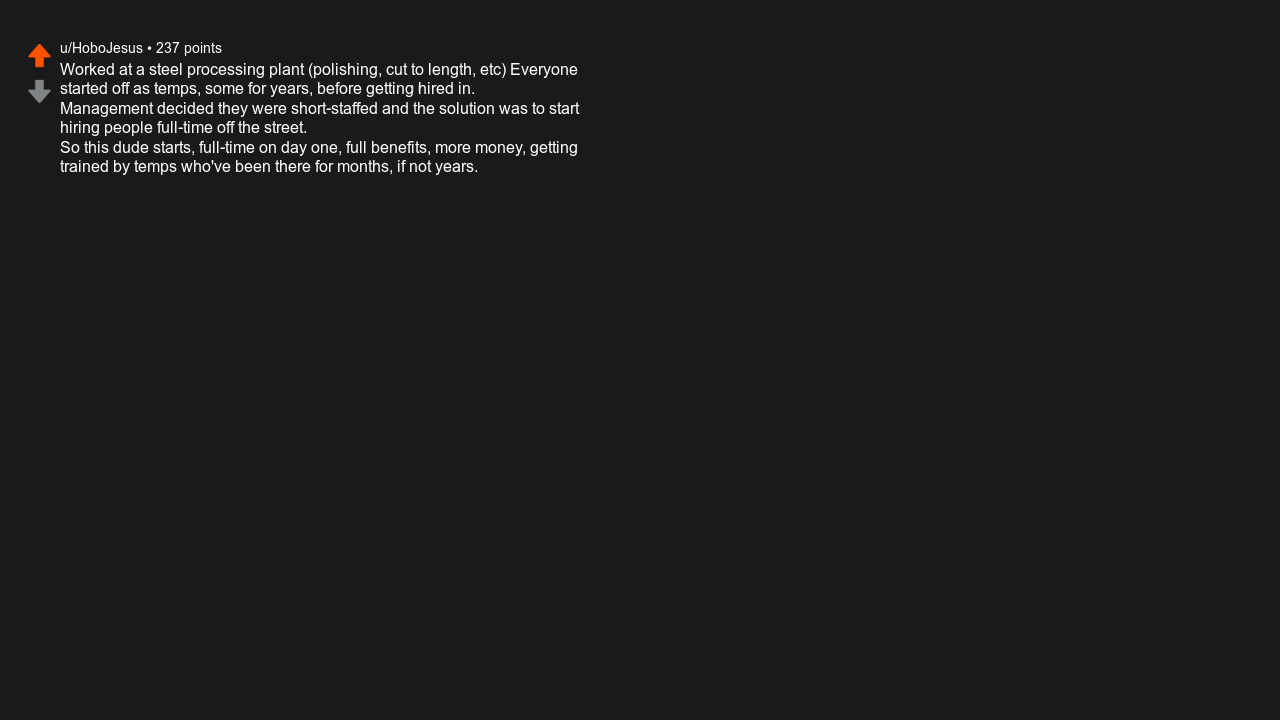 u/HoboJesus • 237 points
Worked at a steel processing plant (polishing, cut to length, etc) Everyone
started off as temps, some for years, before getting hired in.
Management decided they were short-staffed and the solution was to start
hiring people full-time off the street.
So this dude starts, full-time on day one, full benefits, more money, getting
trained by temps who've been there for months, if not years.